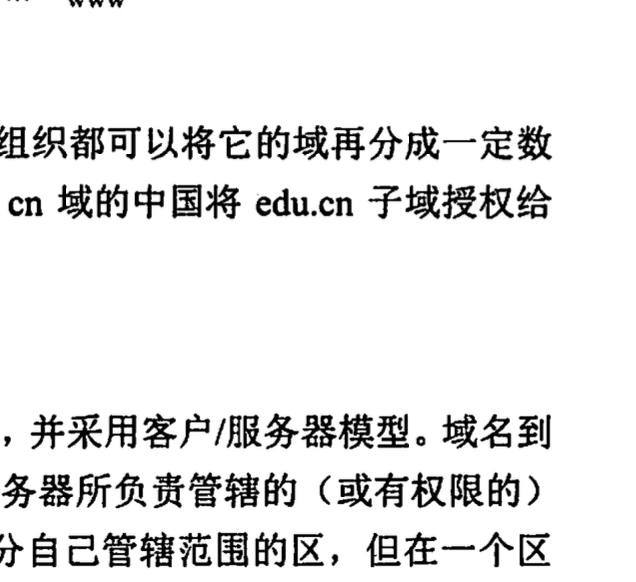 www
组织都可以将它的域再分成一定数
cn 域的中国将 edu.cn 子域授权给
，并采用客户/服务器模型。域名到
务器所负责管辖的（或有权限的）
分自己管辖范围的区，但在一个区